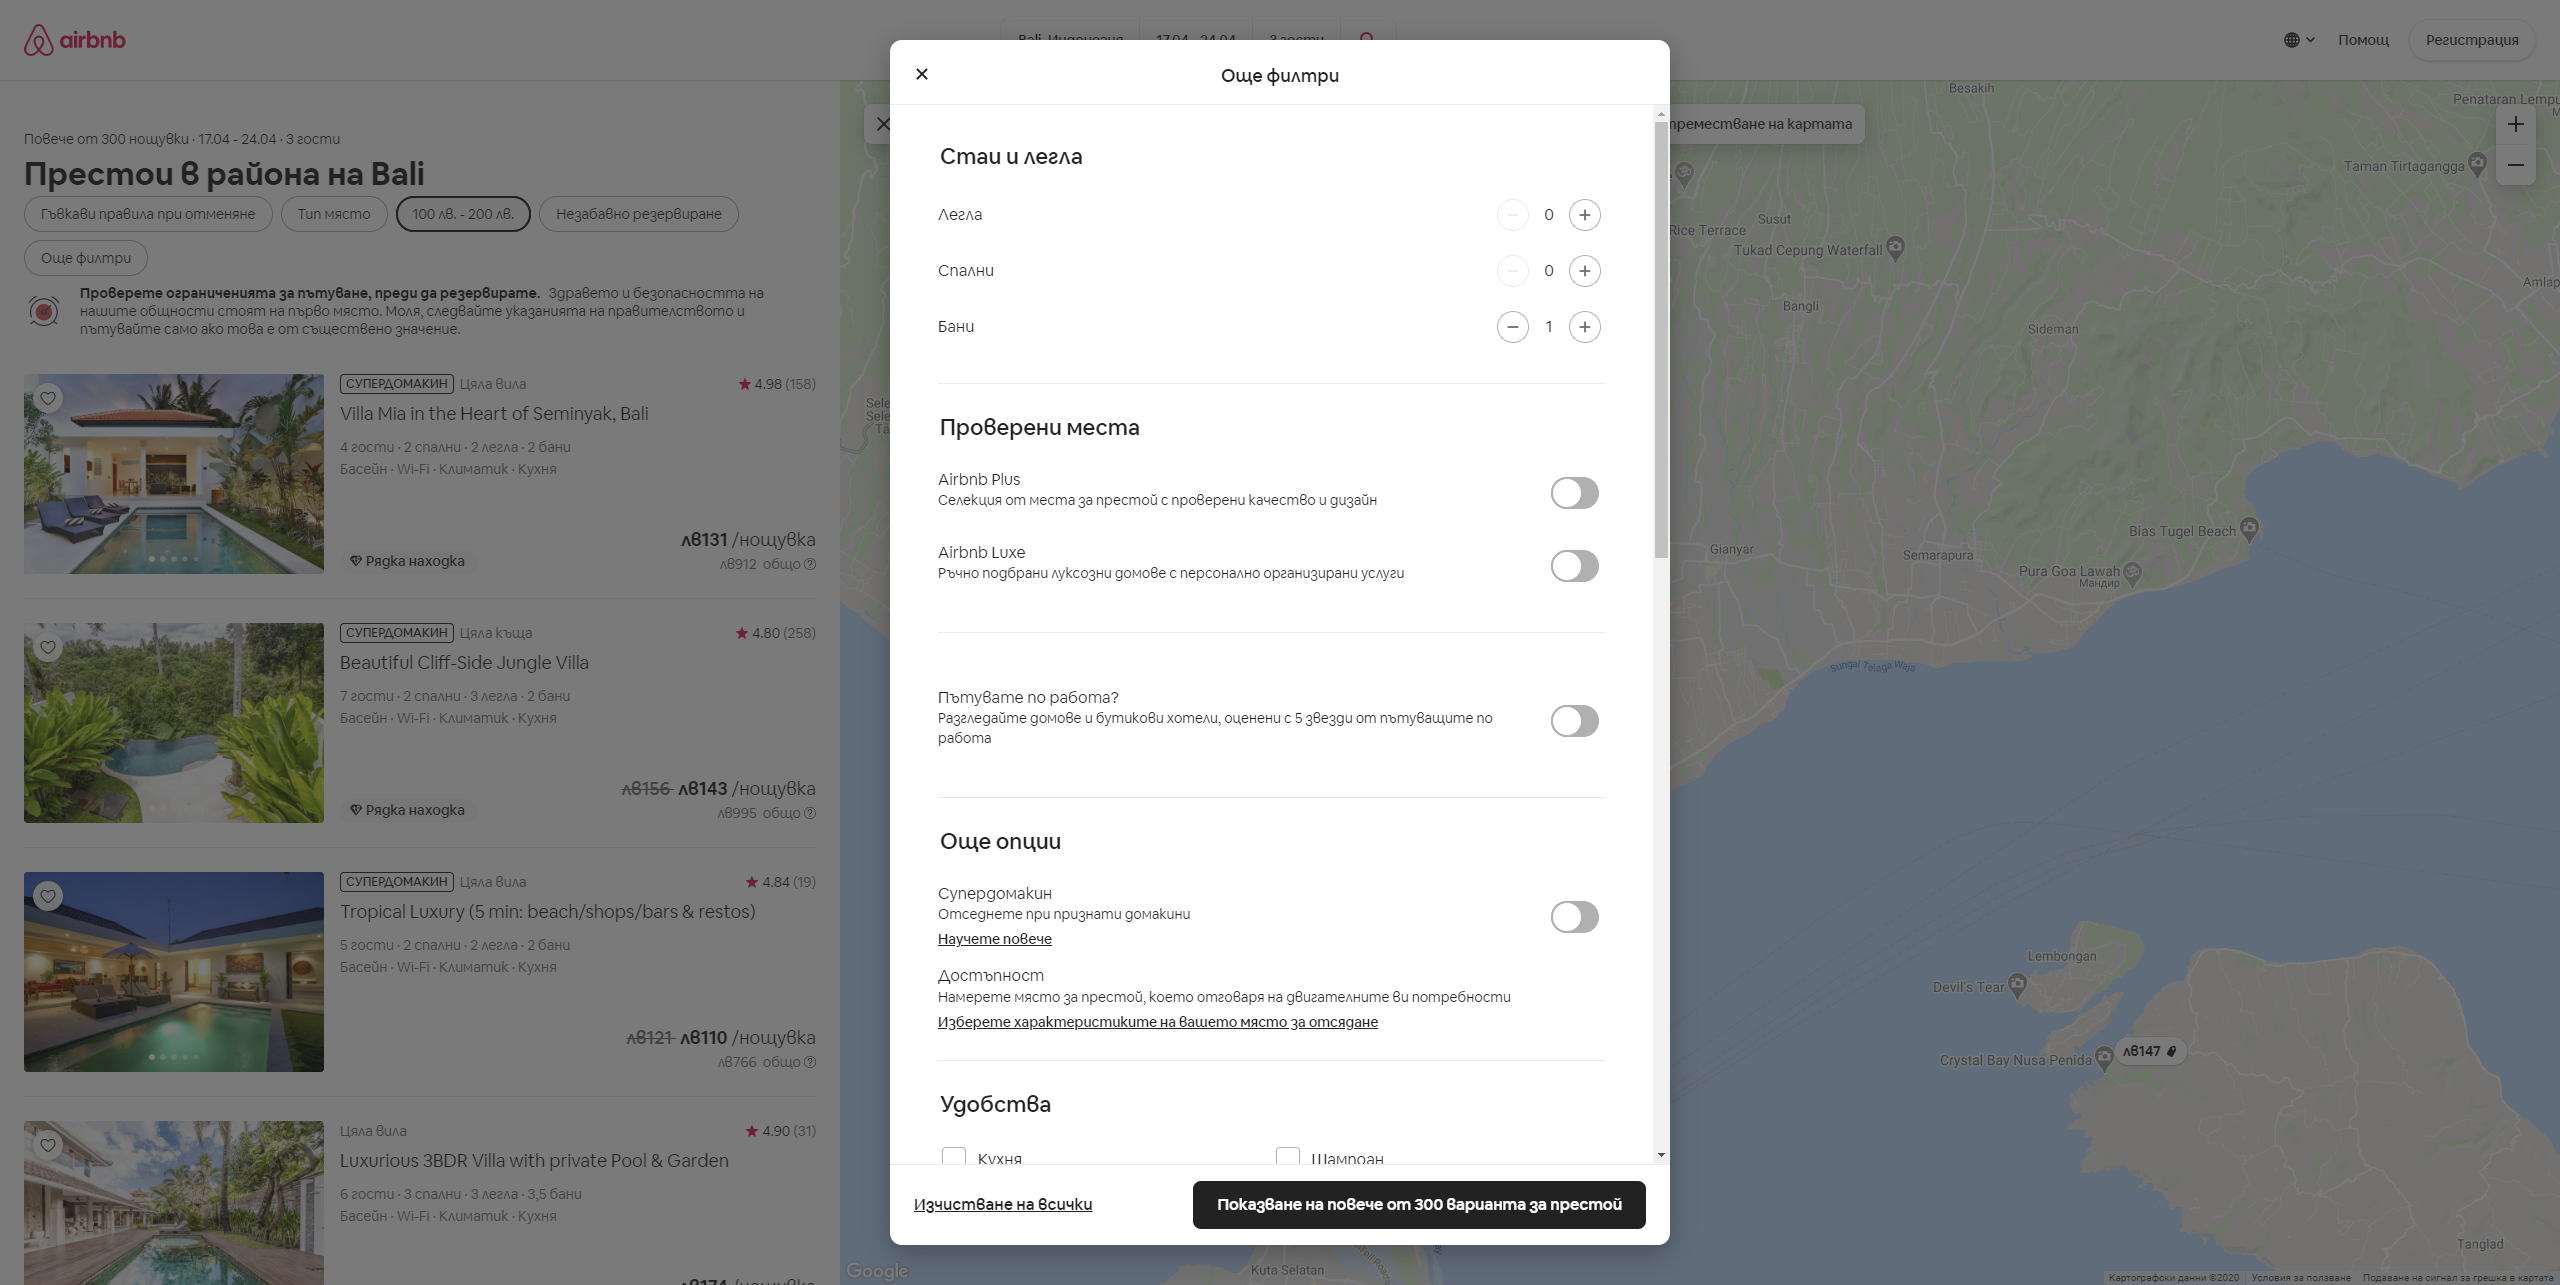 airbnb
Помощ
Регистрация
Повече от 300 нощувки · 17.04 - 24.04 · 3 гости
Престои в района на Bali
Гъвкави правила при отменяне
Тип място
100 лв. - 200 лв.
Незабавно резервиране
Още филтри
Проверете ограниченията за пътуване, преди да резервирате. Здравето и безопасността на
нашите общности стоят на първо място. Моля, следвайте указанията на правителството и
пътувайте само ако това е от съществено значение.
СУПЕРДОМАКИН Цяла вила
4.98 (158)
Villa Mia in the Heart of Seminyak, Bali
4 гости · 2 спални · 2 легла · 2 бани
Басейн · Wi-Fi · Климатик · Кухня
Рядка находка
лв131 /нощувка
лв912 общо
СУПЕРДОМАКИН Цяла къща
4.80 (258)
Beautiful Cliff-Side Jungle Villa
7 гости · 2 спални · 3 легла · 2 бани
Басейн · Wi-Fi · Климатик · Кухня
Рядка находка
лв156 лв143 /нощувка
лв995 общо
СУПЕРДОМАКИН Цяла вила
4.84 (19)
Tropical Luxury (5 min: beach/shops/bars & restos)
5 гости · 2 спални · 2 легла · 2 бани
Басейн · Wi-Fi · Климатик · Кухня
лв121 лв110 /нощувка
лв766 общо
Цяла вила
4.90 (31)
Luxurious 3BDR Villa with private Pool & Garden
6 гости · 3 спални · 3 легла · 3,5 бани
Басейн · Wi-Fi · Климатик · Кухня
Още филтри
Стаи и легла
Легла
0
Спални
0
Бани
1
Проверени места
Airbnb Plus
Селекция от места за престой с проверени качество и дизайн
Airbnb Luxe
Ръчно подбрани луксозни домове с персонално организирани услуги
Пътувате по работа?
Разгледайте домове и бутикови хотели, оценени с 5 звезди от пътуващите по
работа
Още опции
Супердомакин
Отседнете при признати домакини
Научете повече
Достъпност
Намерете място за престой, което отговаря на двигателните ви потребности
Изберете характеристиките на вашето място за отсядане
Удобства
Кухня
Шампоан
Изчистване на всички
Показване на повече от 300 варианта за престой
преместване на картата
Besakih
Taman Tirtagangga
Susut
Rice Terrace
Tukad Cepung Waterfall
Bangli
Sideman
Bias Tugel Beach
Gianyar
Semarapura
Pura Goa Lawah
Мандир
Sungai Telaga Waja
Lembongan
Devil's Tear
Crystal Bay Nusa Penida
лв147
Tanglad
Kuta Selatan
Google
Картографски данни ©2020
Условия за ползване
Подаване на сигнал за грешка в картата